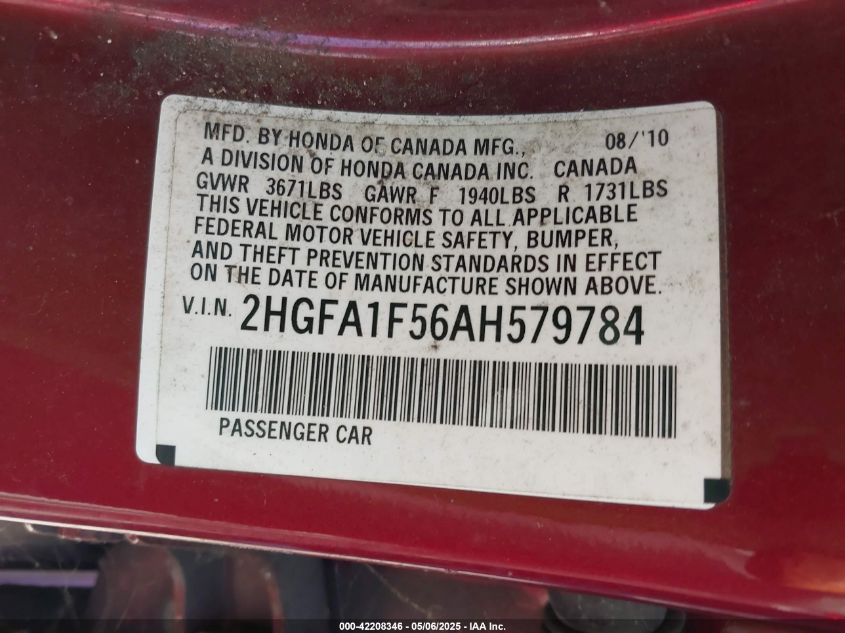 MFD. BY HONDA OF CANADA MFG., 08/'10
A DIVISION OF HONDA CANADA INC. CANADA
GVWR 3671LBS GAWR F 1940LBS R 1731LBS
THIS VEHICLE CONFORMS TO ALL APPLICABLE
FEDERAL MOTOR VEHICLE SAFETY, BUMPER,
AND THEFT PREVENTION STANDARDS IN EFFECT
ON THE DATE OF MANUFACTURE SHOWN ABOVE.
V.I.N. 2HGFA1F56AH579784
PASSENGER CAR
000-42208346 - 05/06/2025 - IAA Inc.